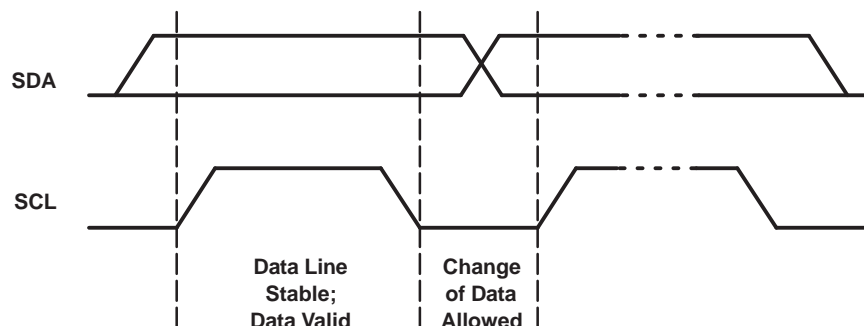 SDA
SCL
Data Line
Stable;
Data Valid
Change
of Data
Allowed